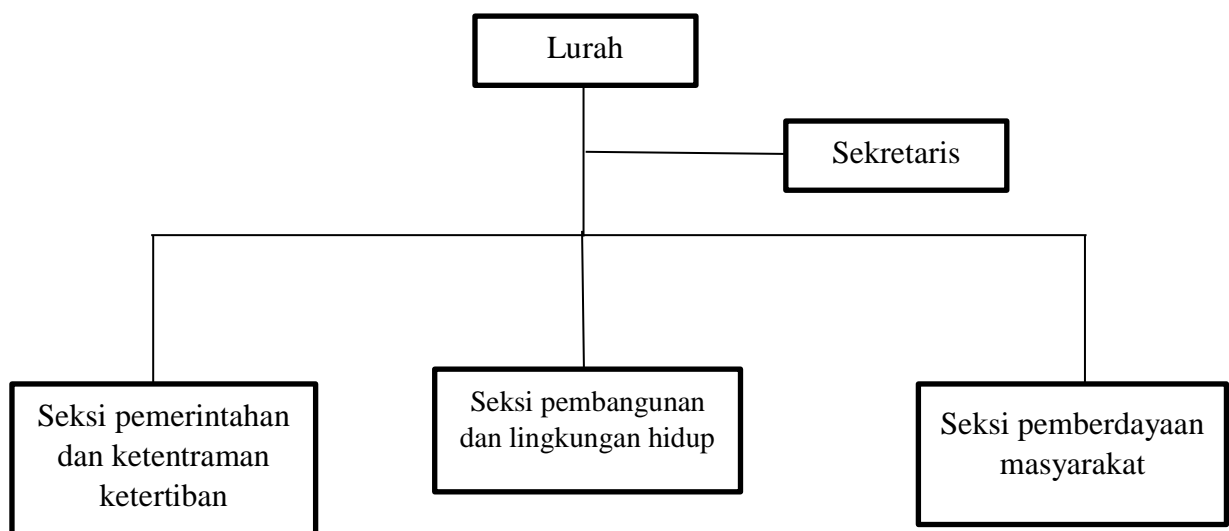 Lurah
Sekretaris
Seksi pemerintahan
dan ketentraman
ketertiban
Seksi pembangunan
dan lingkungan hidup
Seksi pemberdayaan
masyarakat